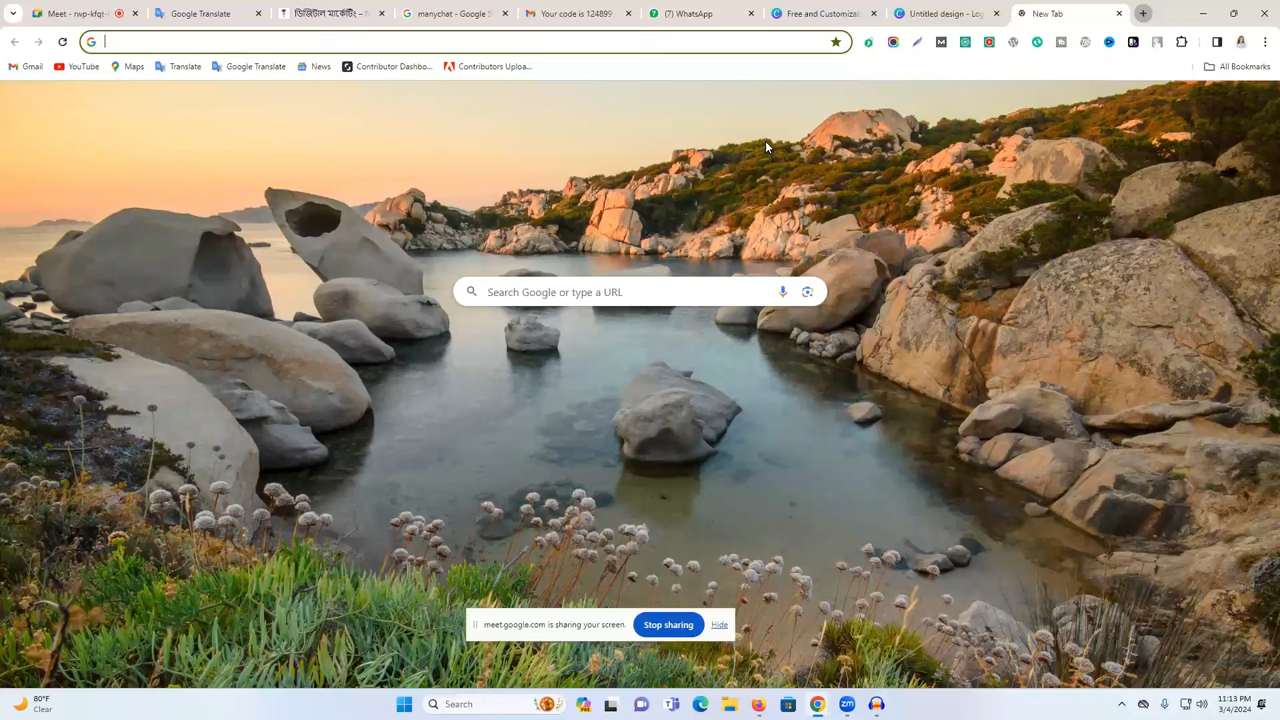 Meet - rwp-kfqt-
Google Translate
ডিজিটাল মার্কেটিং – M
manychat - Google S
Your code is 124899
(7) WhatsApp
Free and Customiza
Untitled design - Log
New Tab
Gmail
YouTube
Maps
Translate
Google Translate
News
Contributor Dashbo...
Contributors Uploa...
All Bookmarks
Search Google or type a URL
meet.google.com is sharing your screen.
Stop sharing
Hide
80°F
Clear
Search
11:13 PM
3/4/2024